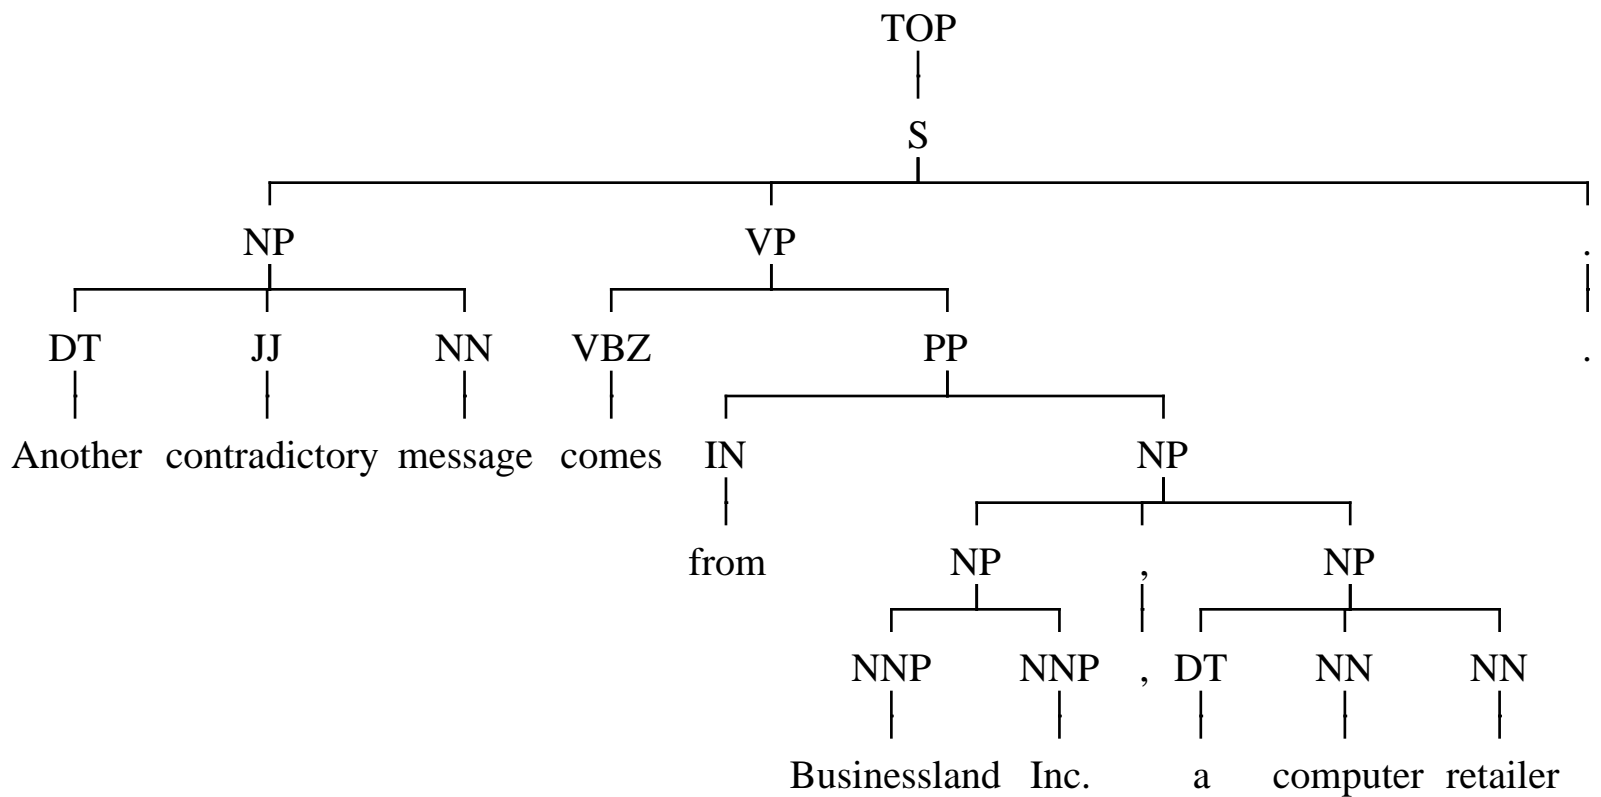 TOP
S
NP VP .
DT JJ NN VBZ PP .
Another contradictory message comes IN NP
from NP , NP
NNP NNP , DT NN NN
Businessland Inc. a computer retailer